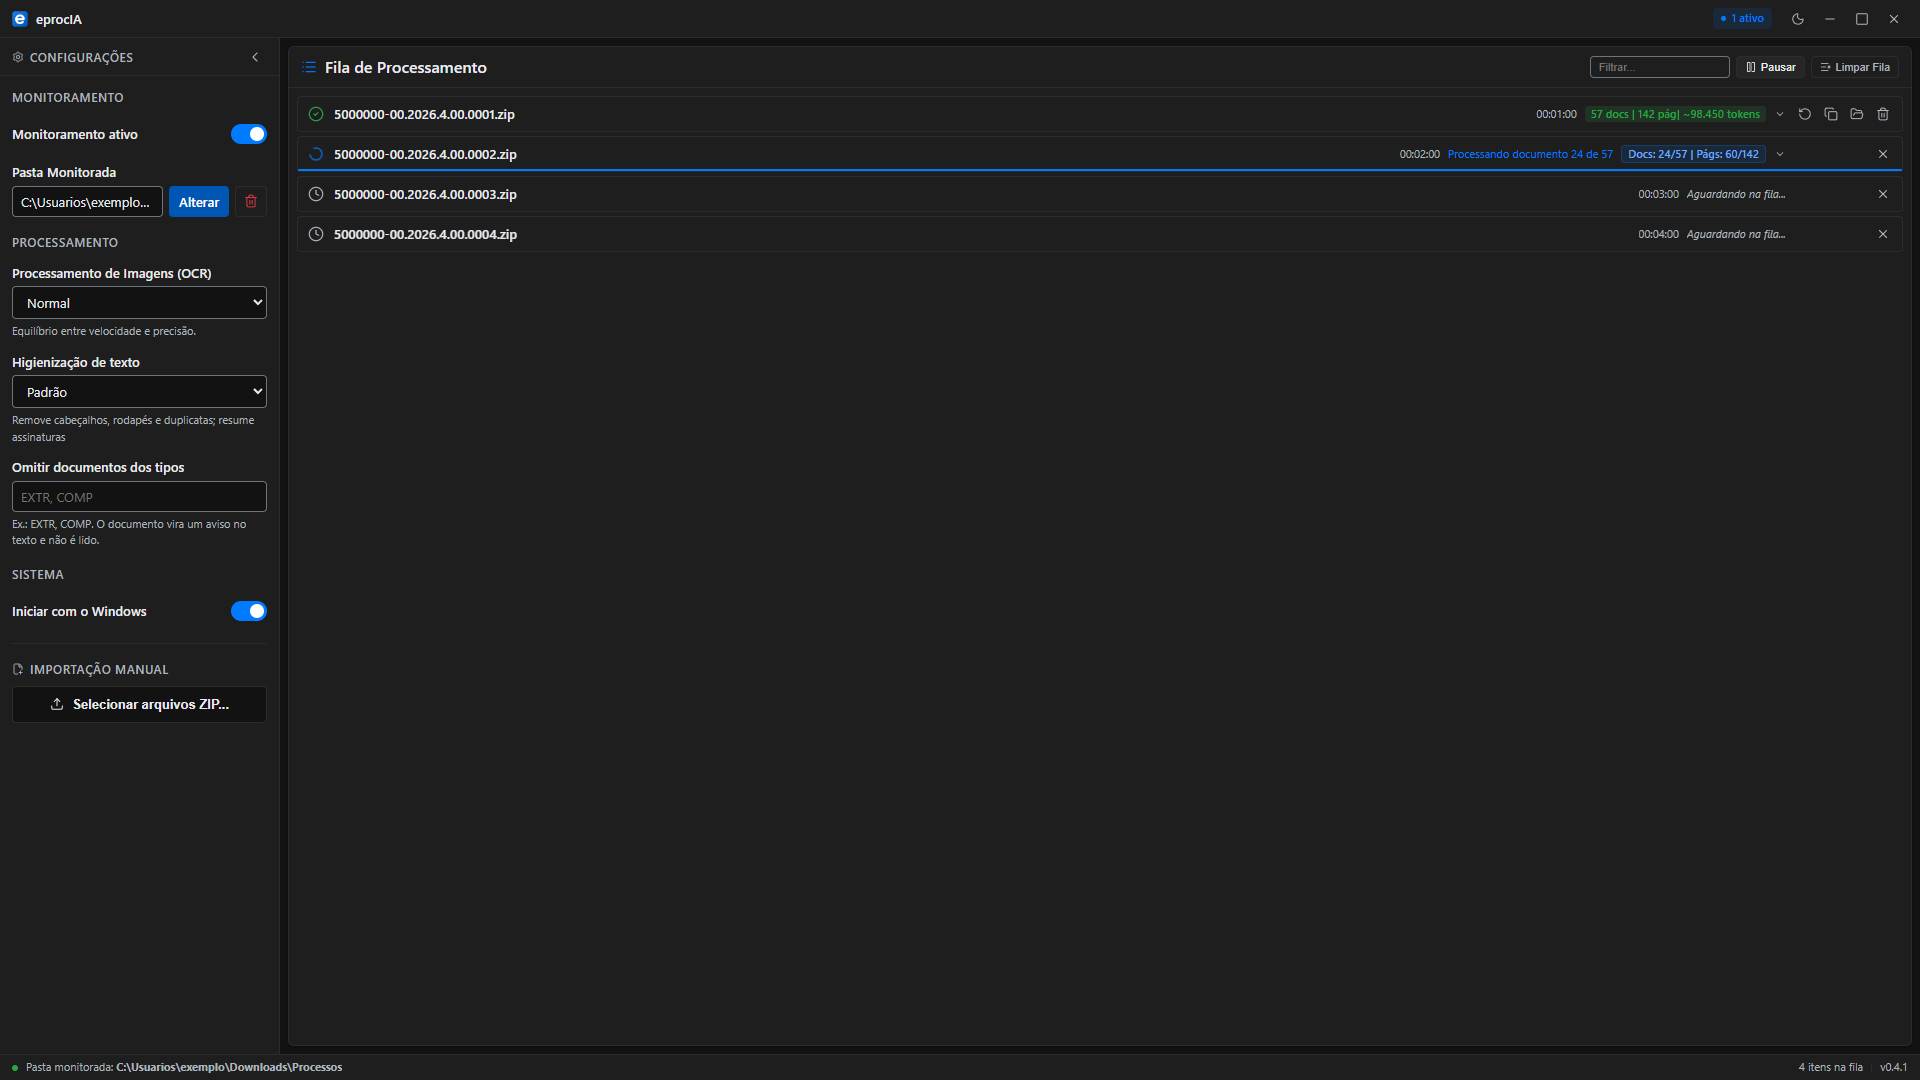 eprocIA
1 ativo
CONFIGURAÇÕES
MONITORAMENTO
Monitoramento ativo
Pasta Monitorada
C:\Usuarios\exemplo...
Alterar
PROCESSAMENTO
Processamento de Imagens (OCR)
Normal
Equilíbrio entre velocidade e precisão.
Higienização de texto
Padrão
Remove cabeçalhos, rodapés e duplicatas; resume
assinaturas
Omitir documentos dos tipos
EXTR, COMP
Ex.: EXTR, COMP. O documento vira um aviso no
texto e não é lido.
SISTEMA
Iniciar com o Windows
IMPORTAÇÃO MANUAL
Selecionar arquivos ZIP...
Fila de Processamento
Filtrar...
Pausar
Limpar Fila
5000000-00.2026.4.00.0001.zip
00:01:00
57 docs | 142 pág| ~98.450 tokens
5000000-00.2026.4.00.0002.zip
00:02:00
Processando documento 24 de 57
Docs: 24/57 | Págs: 60/142
5000000-00.2026.4.00.0003.zip
00:03:00
Aguardando na fila...
5000000-00.2026.4.00.0004.zip
00:04:00
Aguardando na fila...
Pasta monitorada: C:\Usuarios\exemplo\Downloads\Processos
4 itens na fila
v0.4.1